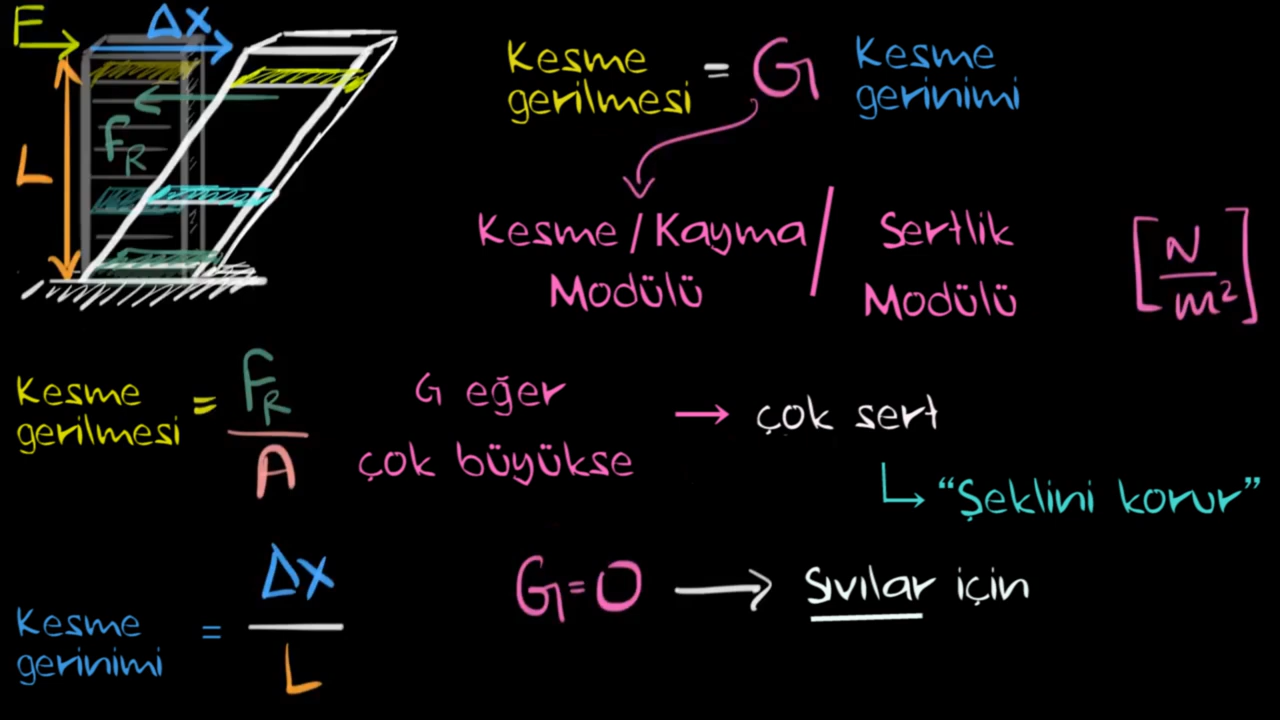 F
Δx
L
F_R
Kesme
gerilmesi
= G
Kesme
gerinimi
Kesme / Kayma
Modülü
/
Sertlik
Modülü
[N/m²]
Kesme
gerilmesi
= F_R / A
G eğer
çok büyükse
→ çok sert
↳ “Şeklini korur”
Kesme
gerinimi
= Δx / L
G=0 → Sıvılar için